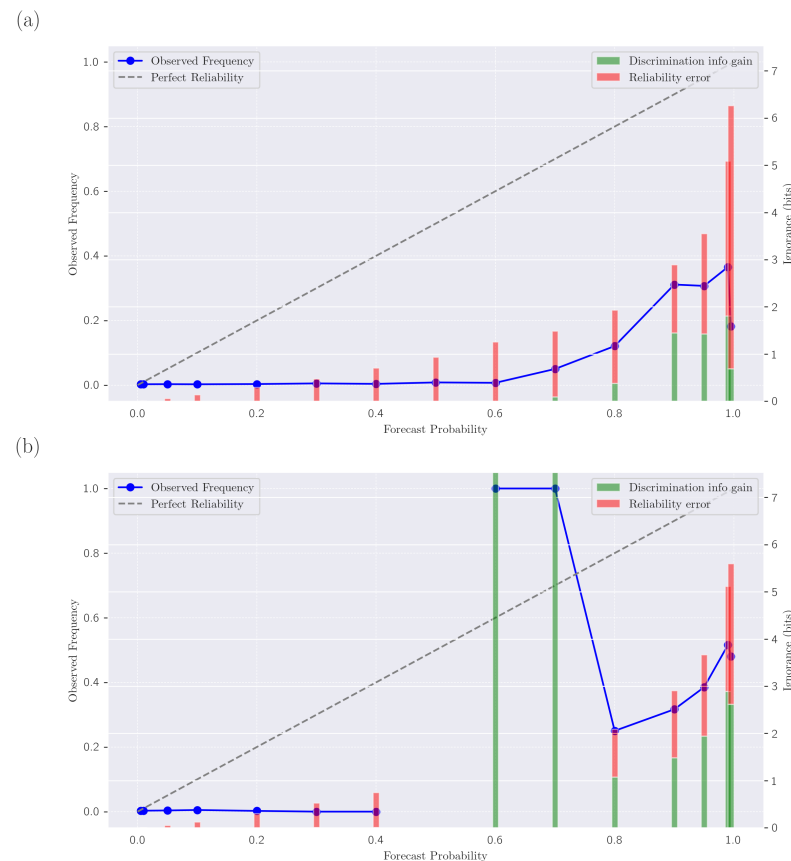 (a)
Observed Frequency
Perfect Reliability
Discrimination info gain
Reliability error
1.0
0.8
0.6
0.4
0.2
0.0
Observed Frequency
7
6
5
4
3
2
1
0
Ignorance (bits)
0.0 0.2 0.4 0.6 0.8 1.0
Forecast Probability
(b)
Observed Frequency
Perfect Reliability
Discrimination info gain
Reliability error
1.0
0.8
0.6
0.4
0.2
0.0
Observed Frequency
7
6
5
4
3
2
1
0
Ignorance (bits)
0.0 0.2 0.4 0.6 0.8 1.0
Forecast Probability